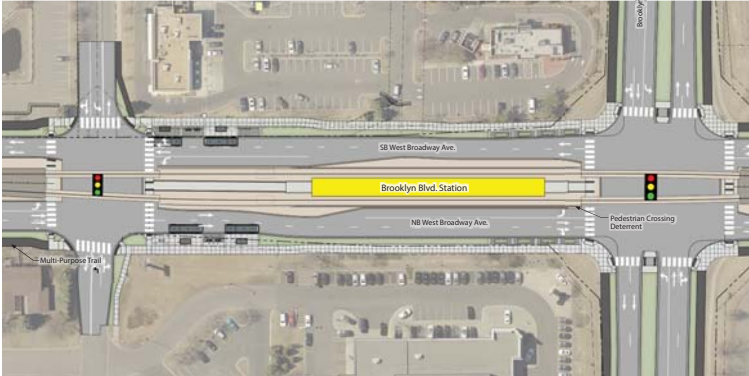 Brooklyn
SB West Broadway Ave.
Brooklyn Blvd. Station
NB West Broadway Ave.
Pedestrian Crossing
Deterrent
Multi-Purpose Trail